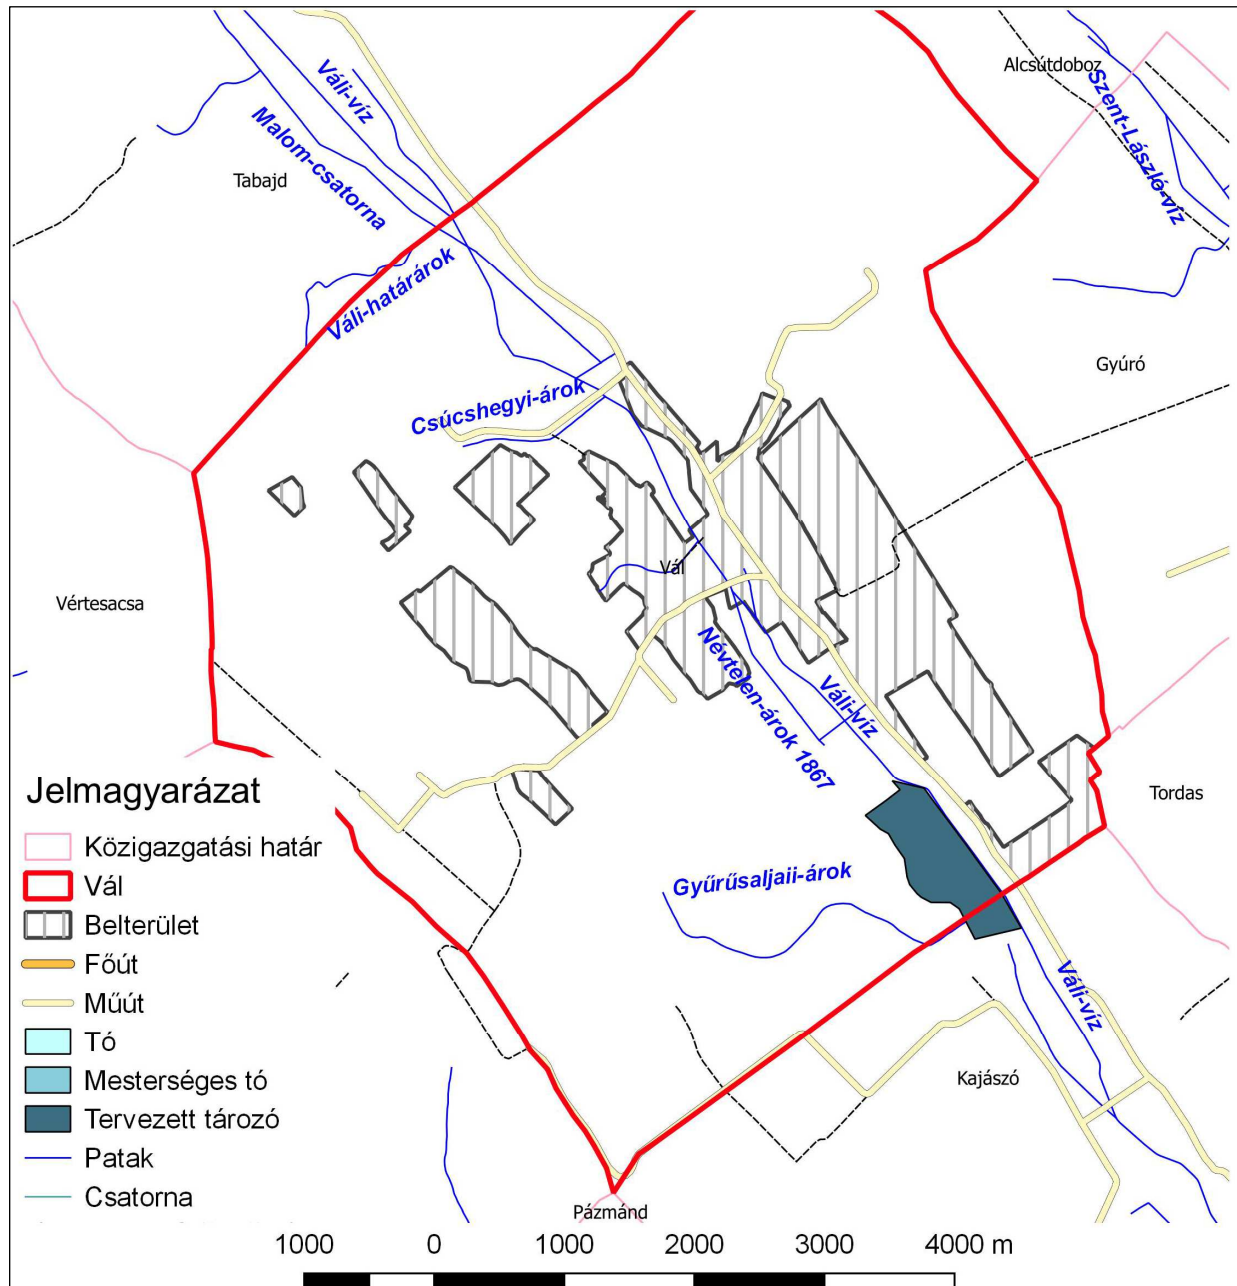 Alcsútdoboz
Váli-víz
Szent-László-víz
Malom-csatorna
Tabajd
Váli-határárok
Gyúró
Csúcshegyi-árok
Vál
Vértesacsa
Névtelen-árok 1867
Váli-víz
Tordas
Gyűrűsaljaii-árok
Váli-víz
Kajászó
Pázmánd
Jelmagyarázat
Közigazgatási határ
Vál
Belterület
Főút
Műút
Tó
Mesterséges tó
Tervezett tározó
Patak
Csatorna
1000 0 1000 2000 3000 4000 m